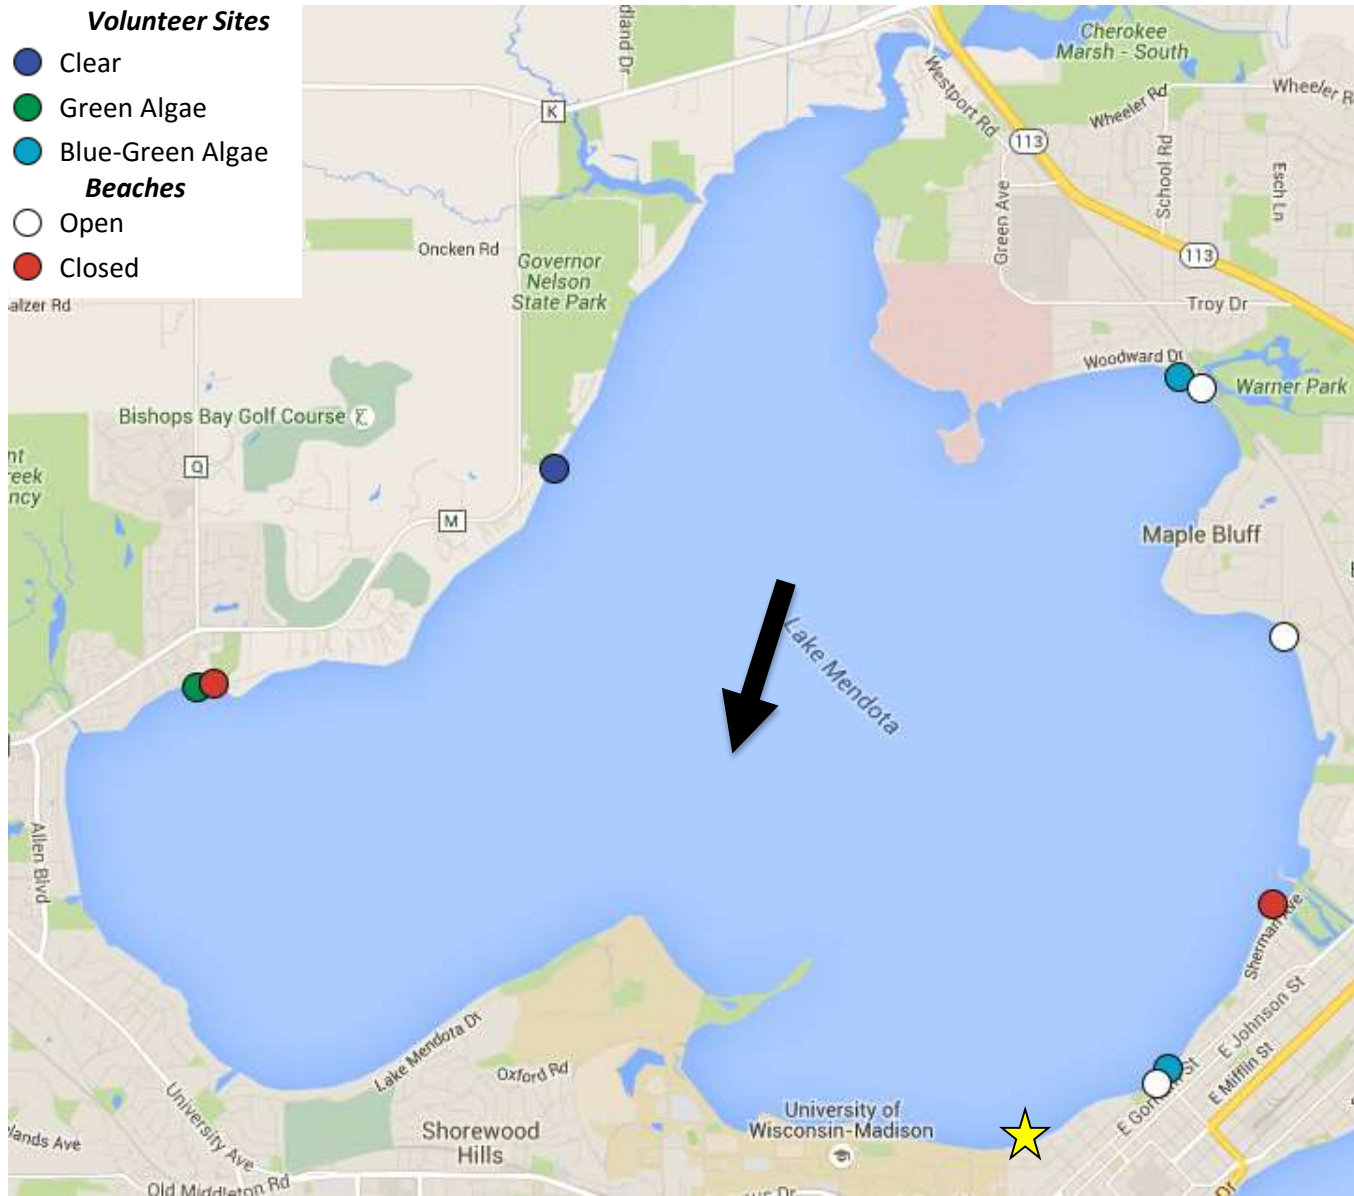 Volunteer Sites
Clear
Green Algae
Blue-Green Algae
Beaches
Open
Closed
Cherokee
Marsh - South
Westport Rd
Wheeler Rd
Wheeler R
School Rd
Esch Ln
K
113
Green Ave
Oncken Rd
Governor
Nelson
State Park
113
Troy Dr
Woodward Dr
Warner Park
Bishops Bay Golf Course
Q
M
Maple Bluff
Lake Mendota
Allen Blvd
Sherman Ave
E Johnson St
E Mifflin St
Lake Mendota Dr
Oxford Rd
University Ave
University of
Wisconsin-Madison
Shorewood
Hills
Old Middleton Rd